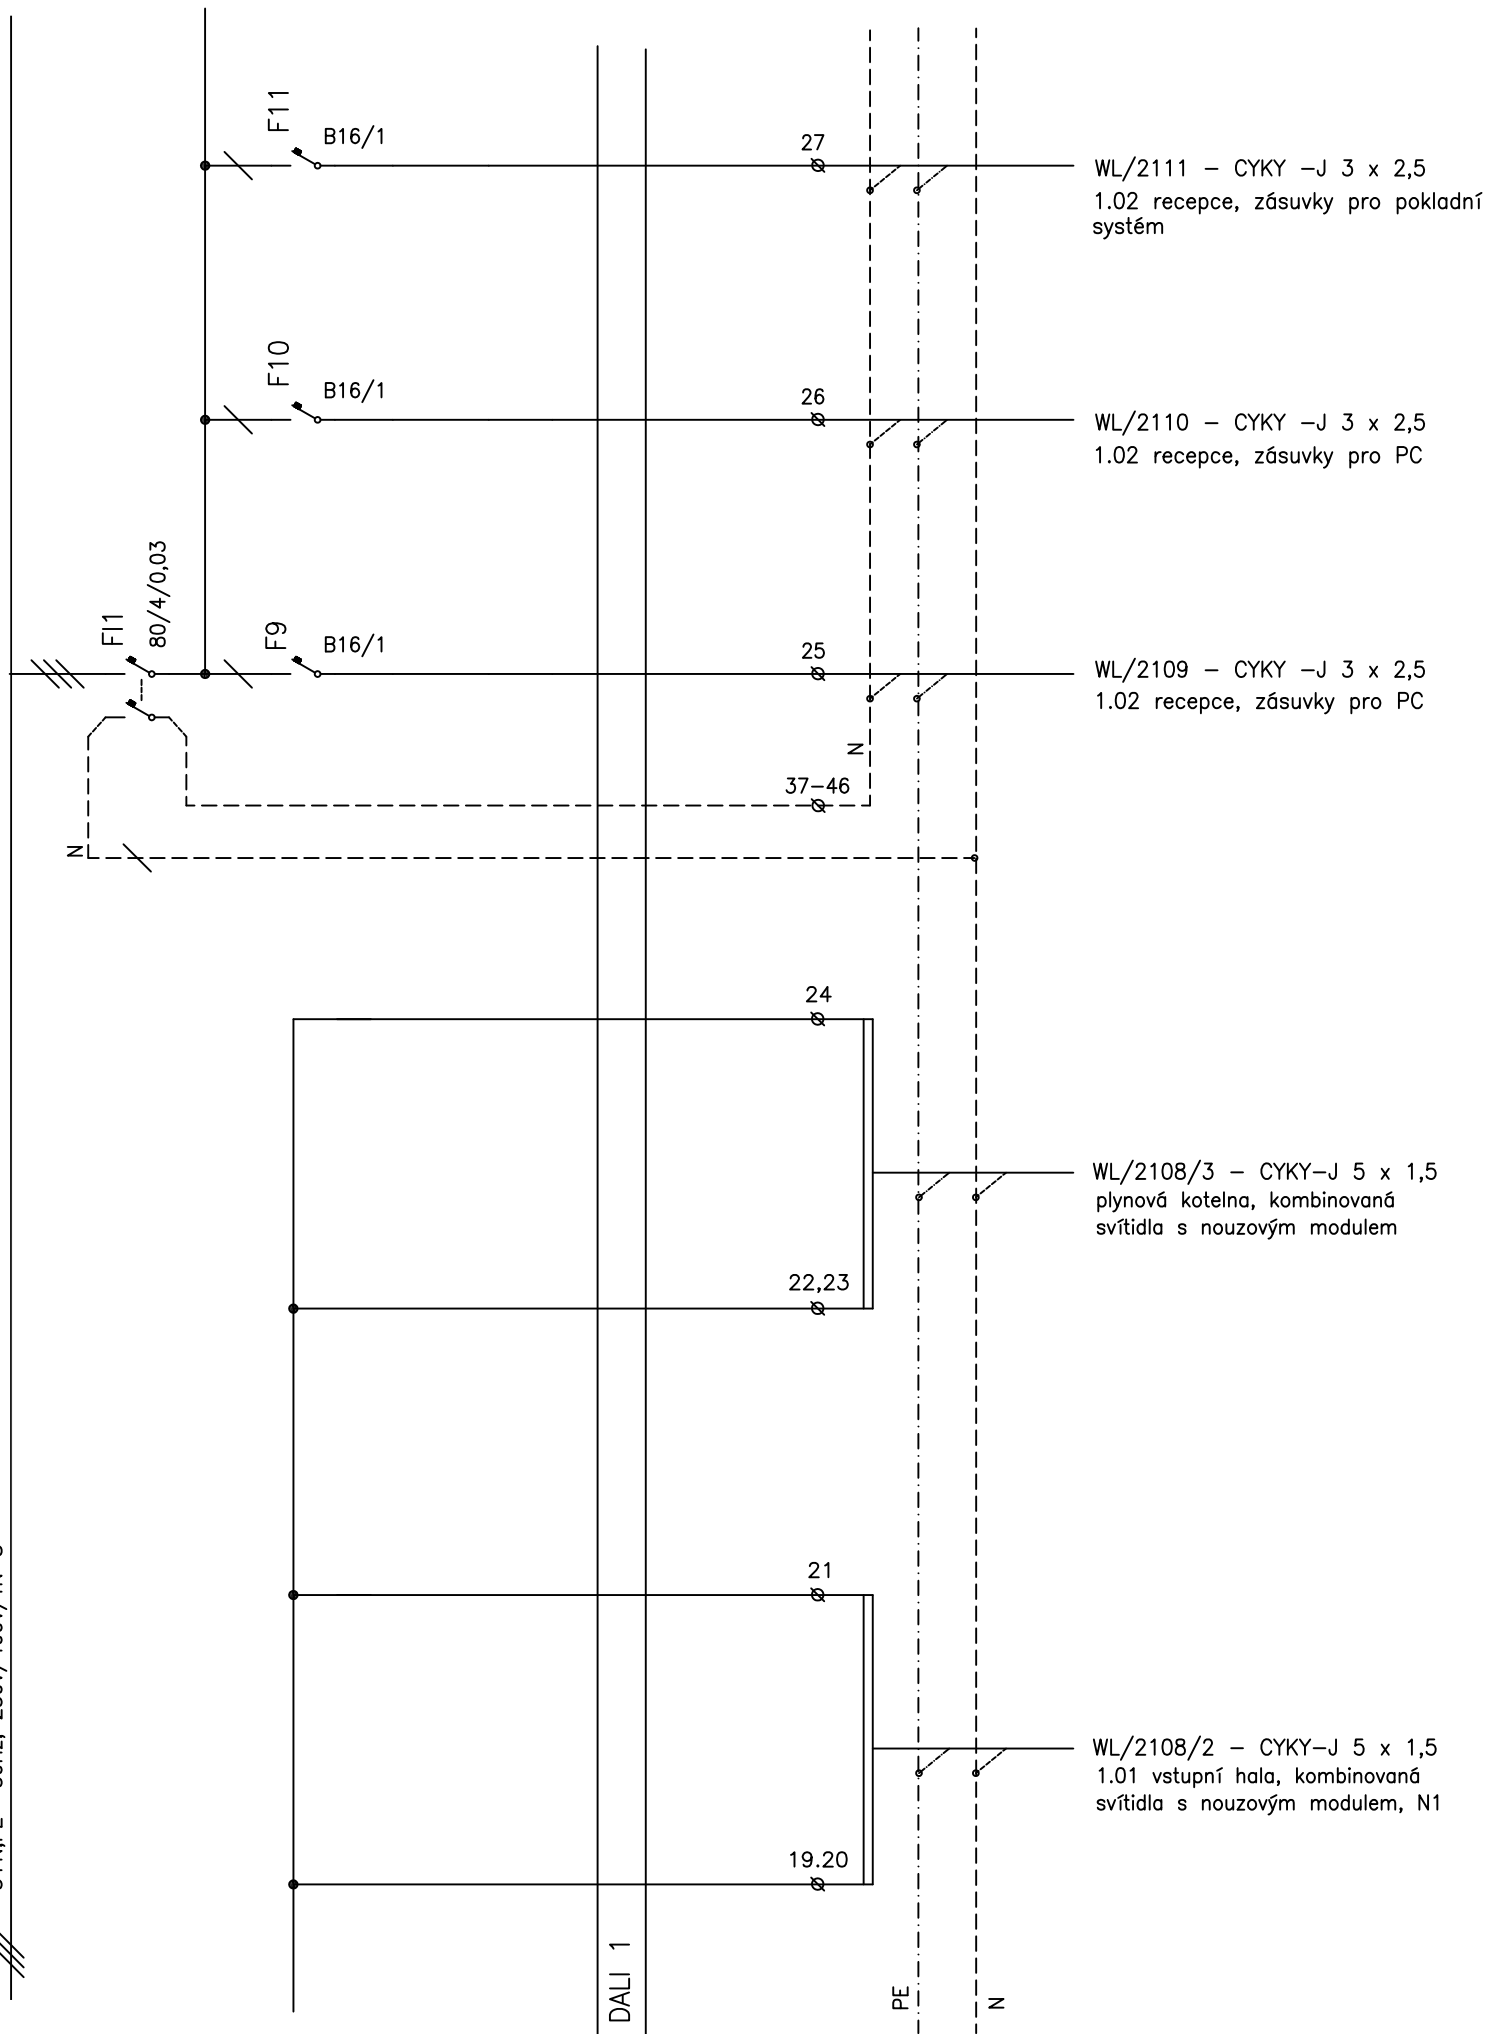 F11
B16/1
27
WL/2111 – CYKY –J 3 x 2,5
1.02 recepce, zásuvky pro pokladní
systém
F10
B16/1
26
WL/2110 – CYKY –J 3 x 2,5
1.02 recepce, zásuvky pro PC
FI1
80/4/0,03
F9
B16/1
25
WL/2109 – CYKY –J 3 x 2,5
1.02 recepce, zásuvky pro PC
N
37–46
N
24
WL/2108/3 – CYKY–J 5 x 1,5
plynová kotelna, kombinovaná
svítidla s nouzovým modulem
22,23
21
WL/2108/2 – CYKY–J 5 x 1,5
1.01 vstupní hala, kombinovaná
svítidla s nouzovým modulem, N1
19.20
DALI 1
PE
N